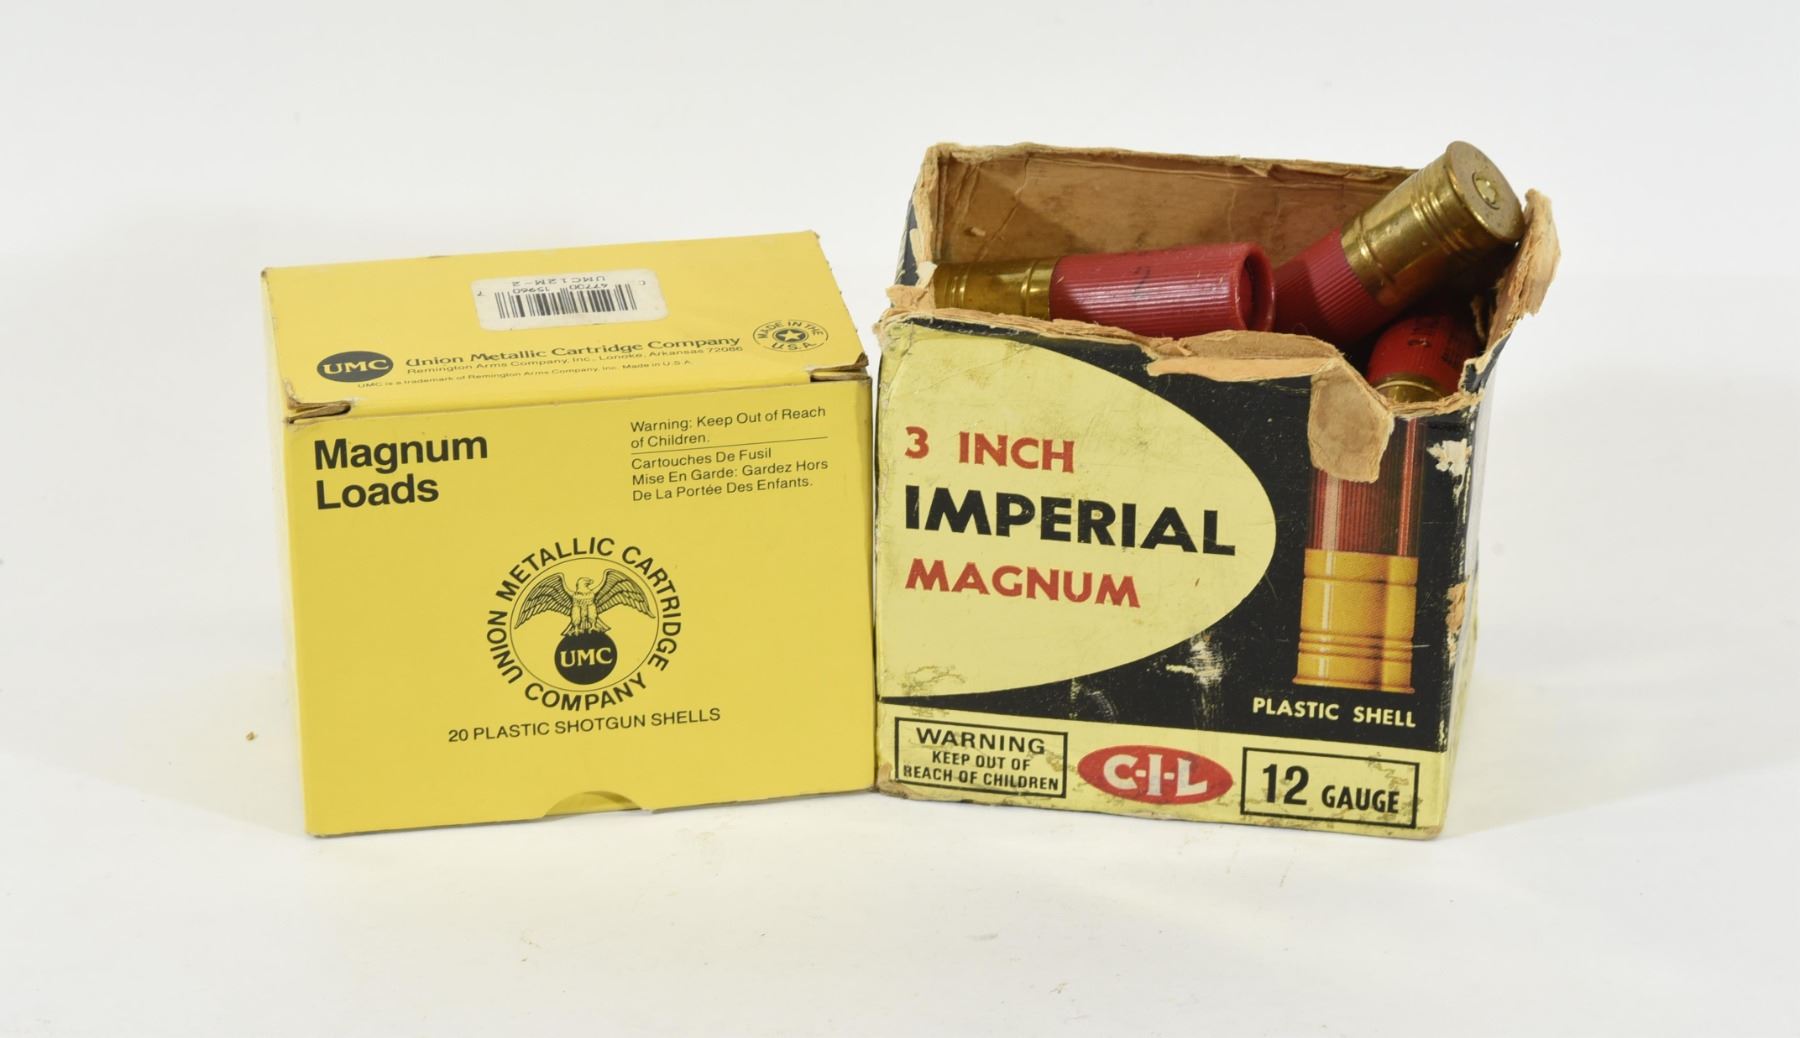 UMC12M-2
0 47700 15960 7
UMC
Union Metallic Cartridge Company
Remington Arms Company, Inc., Lonoke, Arkansas 72086
UMC is a trademark of Remington Arms Company, Inc. Made in U.S.A.
MADE IN THE
U.S.A.
Magnum
Loads
Warning: Keep Out of Reach
of Children.
Cartouches De Fusil
Mise En Garde: Gardez Hors
De La Portée Des Enfants.
UNION METALLIC CARTRIDGE
COMPANY
UMC
20 PLASTIC SHOTGUN SHELLS
2
3 INCH
IMPERIAL
MAGNUM
PLASTIC SHELL
WARNING
KEEP OUT OF
REACH OF CHILDREN
C-I-L
12 GAUGE